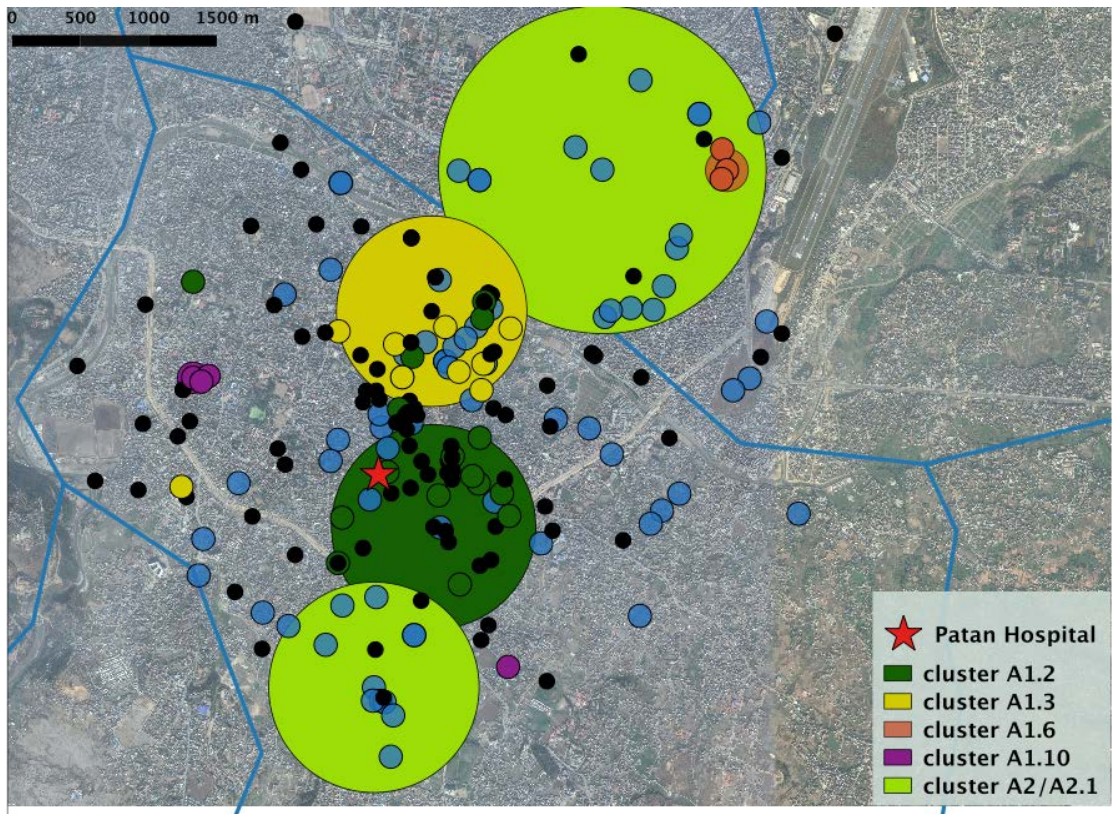 0 500 1000 1500 m
Patan Hospital
cluster A1.2
cluster A1.3
cluster A1.6
cluster A1.10
cluster A2/A2.1